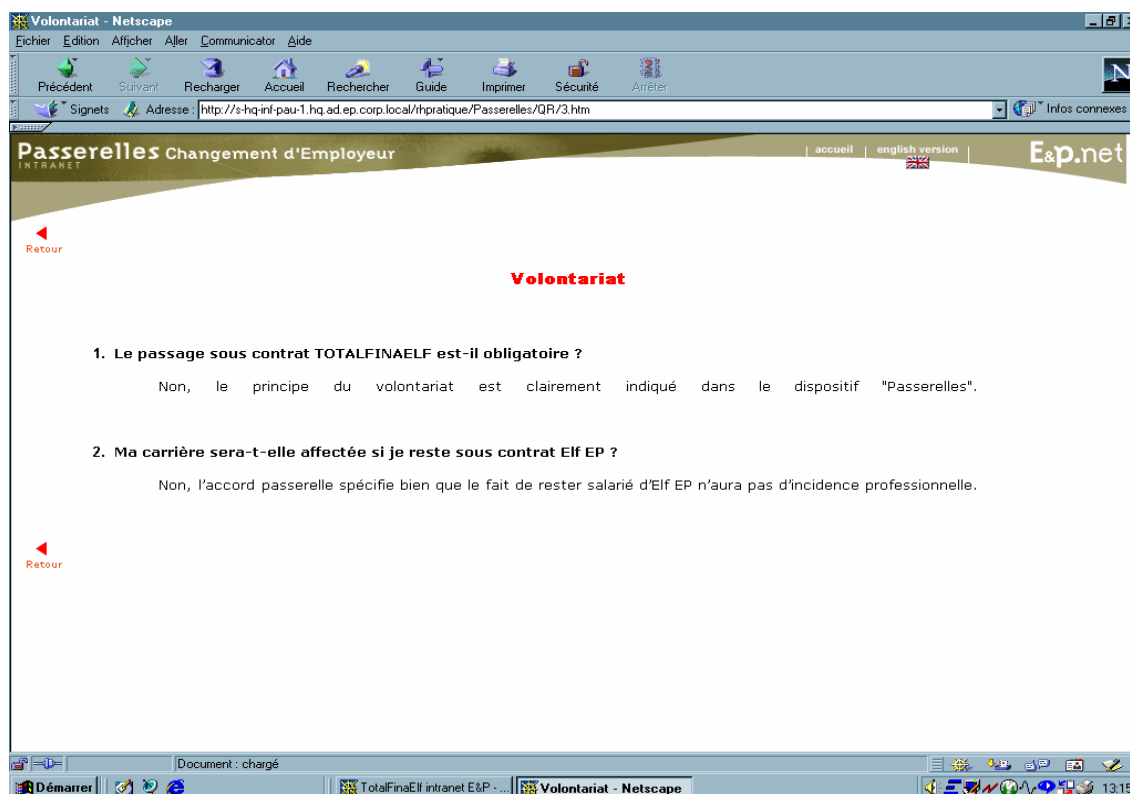 Volontariat - Netscape
Fichier Edition Afficher Aller Communicator Aide
Précédent Suivant Recharger Accueil Rechercher Guide Imprimer Sécurité Arrêter
N
Signets Adresse : http://s-hq-inf-pau-1.hq.ad.ep.corp.local/rhpratique/Passerelles/QR/3.htm Infos connexes
Passerelles Changement d'Employeur | accueil | english version | E&P.net
INTRANET
Retour
Volontariat
1. Le passage sous contrat TOTALFINAELF est-il obligatoire ?
Non, le principe du volontariat est clairement indiqué dans le dispositif "Passerelles".
2. Ma carrière sera-t-elle affectée si je reste sous contrat Elf EP ?
Non, l'accord passerelle spécifie bien que le fait de rester salarié d'Elf EP n'aura pas d'incidence professionnelle.
Retour
Document : chargé
Démarrer TotalFinaElf intranet E&P - ... Volontariat - Netscape 13:15